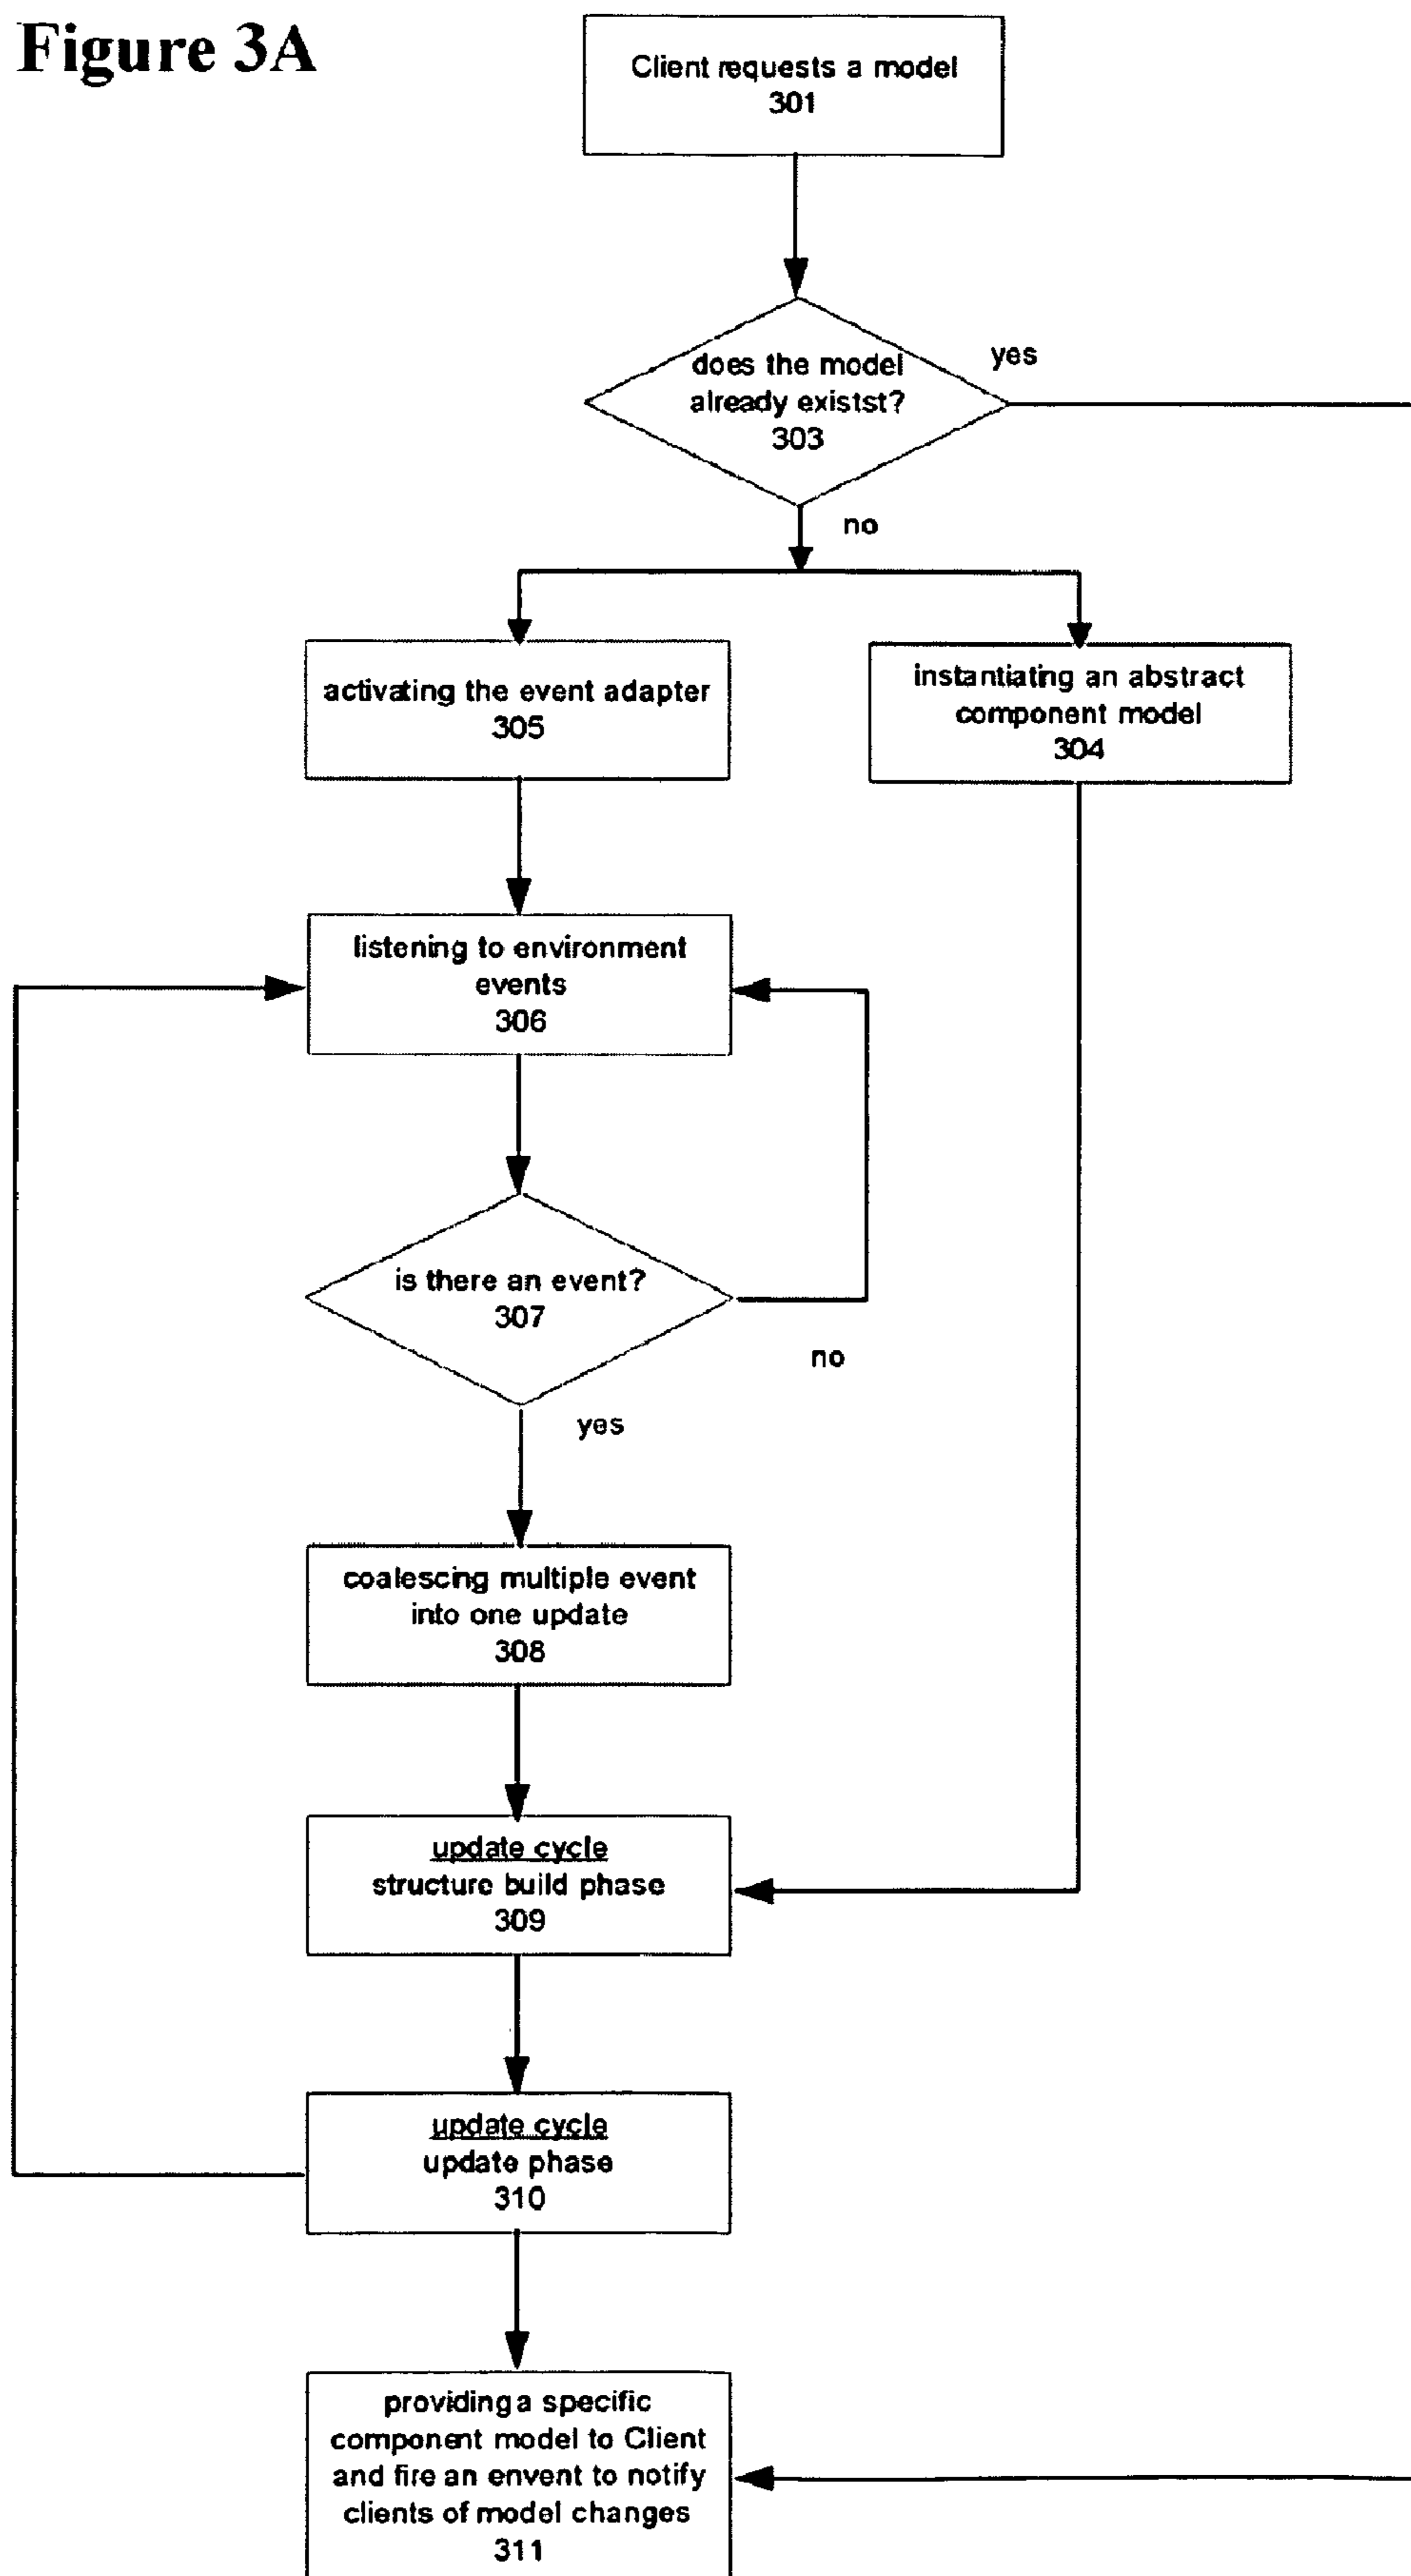 Figure 3A
Client requests a model
301
does the model
already existst?
303
yes
no
activating the event adapter
305
instantiating an abstract
component model
304
listening to environment
events
306
is there an event?
307
no
yes
coalescing multiple event
into one update
308
update cycle
structure build phase
309
update cycle
update phase
310
providing a specific
component model to Client
and fire an envent to notify
clients of model changes
311